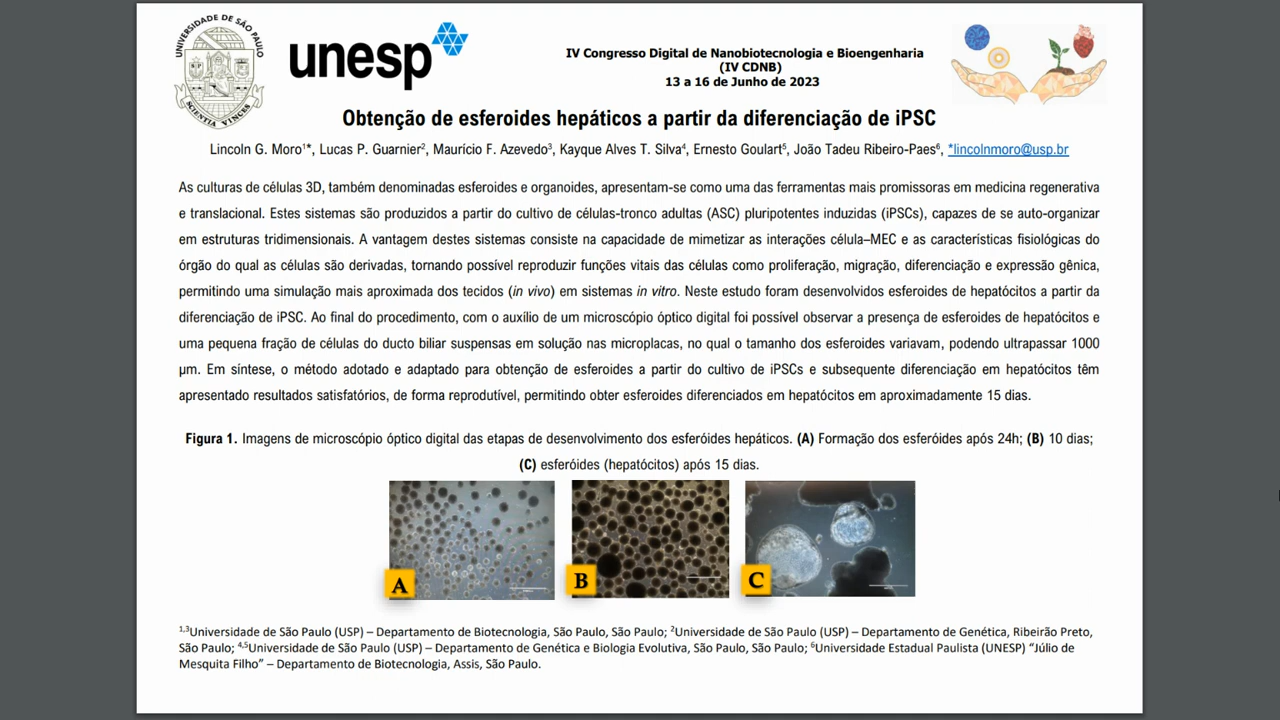 UNIVERSIDADE DE SÃO PAULO
SCIENTIA VINCES
unesp
IV Congresso Digital de Nanobiotecnologia e Bioengenharia
(IV CDNB)
13 a 16 de Junho de 2023
Obtenção de esferoides hepáticos a partir da diferenciação de iPSC
Lincoln G. Moro¹*, Lucas P. Guarnier², Maurício F. Azevedo³, Kayque Alves T. Silva⁴, Ernesto Goulart⁵, João Tadeu Ribeiro-Paes⁶, *lincolnmoro@usp.br
As culturas de células 3D, também denominadas esferoides e organoides, apresentam-se como uma das ferramentas mais promissoras em medicina regenerativa
e translacional. Estes sistemas são produzidos a partir do cultivo de células-tronco adultas (ASC) pluripotentes induzidas (iPSCs), capazes de se auto-organizar
em estruturas tridimensionais. A vantagem destes sistemas consiste na capacidade de mimetizar as interações célula–MEC e as características fisiológicas do
órgão do qual as células são derivadas, tornando possível reproduzir funções vitais das células como proliferação, migração, diferenciação e expressão gênica,
permitindo uma simulação mais aproximada dos tecidos (in vivo) em sistemas in vitro. Neste estudo foram desenvolvidos esferoides de hepatócitos a partir da
diferenciação de iPSC. Ao final do procedimento, com o auxílio de um microscópio óptico digital foi possível observar a presença de esferoides de hepatócitos e
uma pequena fração de células do ducto biliar suspensas em solução nas microplacas, no qual o tamanho dos esferoides variavam, podendo ultrapassar 1000
µm. Em síntese, o método adotado e adaptado para obtenção de esferoides a partir do cultivo de iPSCs e subsequente diferenciação em hepatócitos têm
apresentado resultados satisfatórios, de forma reprodutível, permitindo obter esferoides diferenciados em hepatócitos em aproximadamente 15 dias.
Figura 1. Imagens de microscópio óptico digital das etapas de desenvolvimento dos esferóides hepáticos. (A) Formação dos esferóides após 24h; (B) 10 dias;
(C) esferóides (hepatócitos) após 15 dias.
A
B
C
¹,³Universidade de São Paulo (USP) – Departamento de Biotecnologia, São Paulo, São Paulo; ²Universidade de São Paulo (USP) – Departamento de Genética, Ribeirão Preto,
São Paulo; ⁴,⁵Universidade de São Paulo (USP) – Departamento de Genética e Biologia Evolutiva, São Paulo, São Paulo; ⁶Universidade Estadual Paulista (UNESP) “Júlio de
Mesquita Filho” – Departamento de Biotecnologia, Assis, São Paulo.